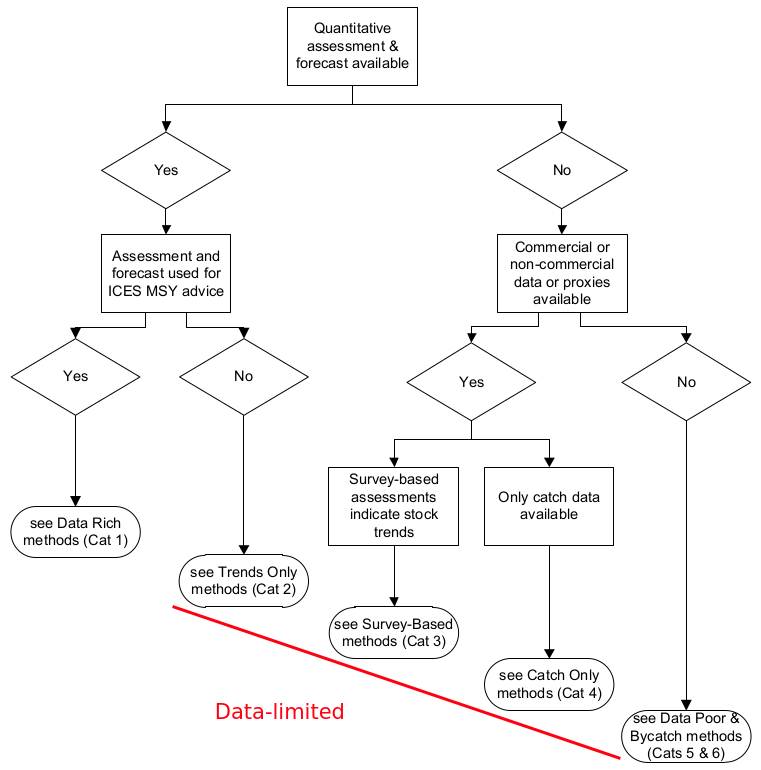 Quantitative
assessment &
forecast available
Yes
No
Assessment and
forecast used for
ICES MSY advice
Commercial or
non-commercial
data or proxies
available
Yes
No
Yes
No
Survey-based
assessments
indicate stock
trends
Only catch data
available
see Data Rich
methods (Cat 1)
see Trends Only
methods (Cat 2)
see Survey-Based
methods (Cat 3)
see Catch Only
methods (Cat 4)
see Data Poor &
Bycatch methods
(Cats 5 & 6)
Data-limited